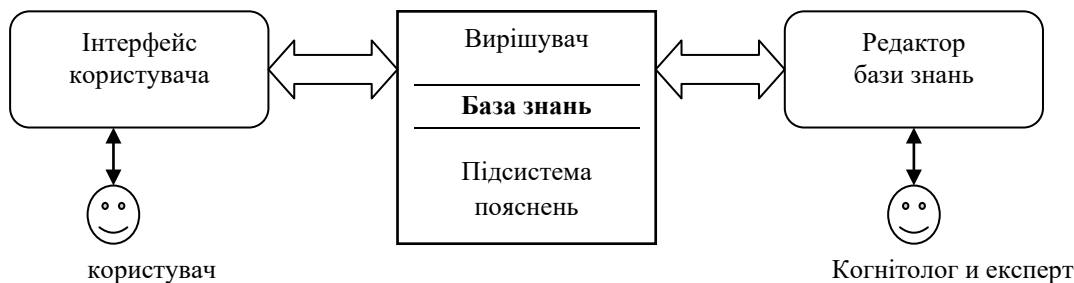 Інтерфейс
користувача
Вирішувач
База знань
Підсистема
пояснень
Редактор
бази знань
користувач
Когнітолог и експерт